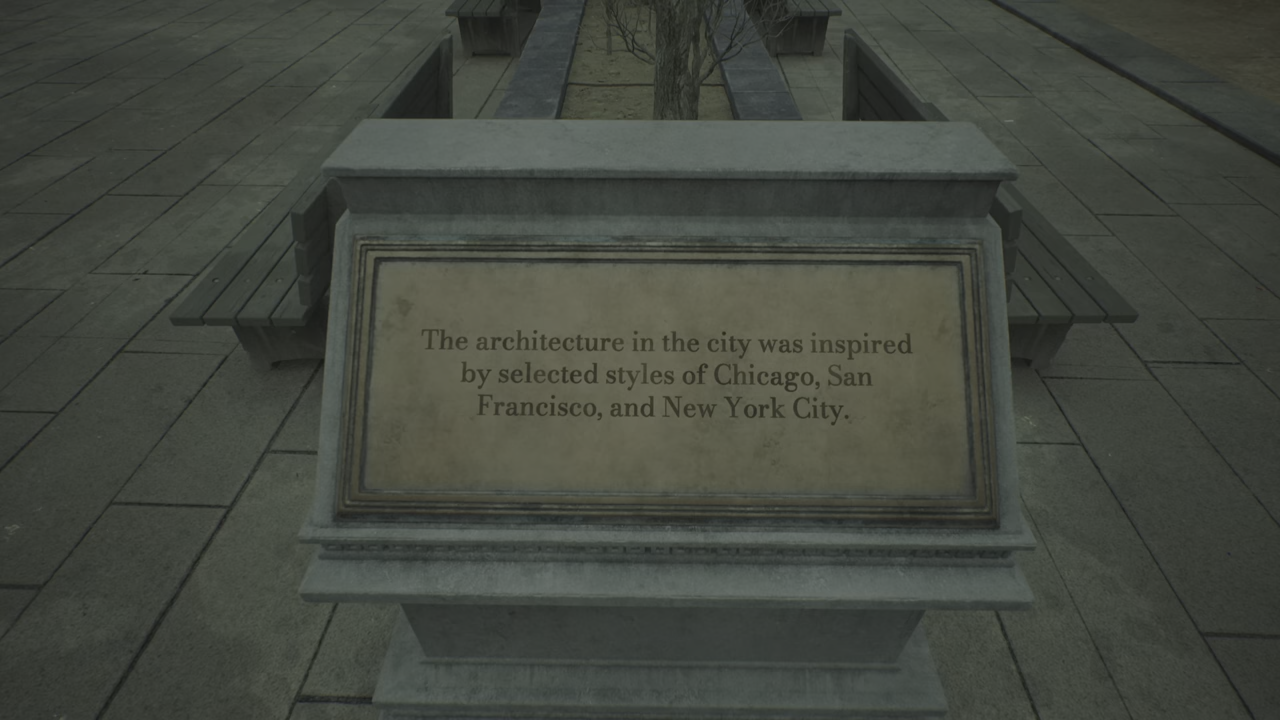 The architecture in the city was inspired
by selected styles of Chicago, San
Francisco, and New York City.